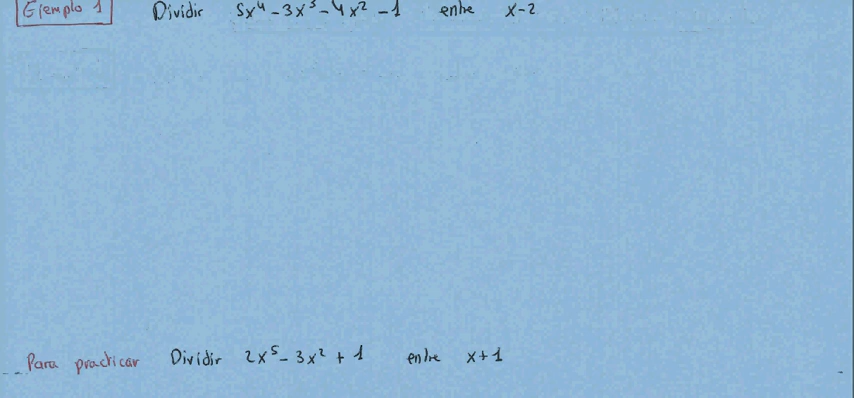 Ejemplo 1 Dividir 5x⁴ - 3x³ - 4x² - 1 entre x-2
Para practicar Dividir 2x⁵ - 3x² + 1 entre x+1